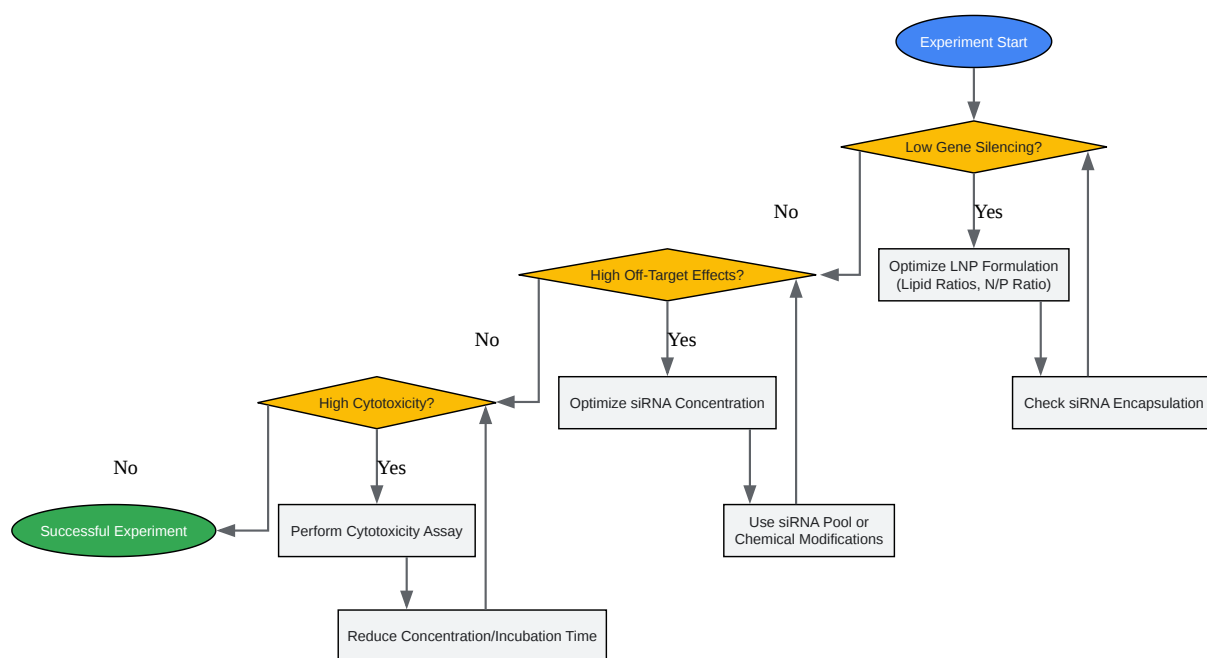 Experiment Start
Low Gene Silencing?
No
Yes
Optimize LNP Formulation
(Lipid Ratios, N/P Ratio)
High Off-Target Effects?
No
Yes
Check siRNA Encapsulation
Optimize siRNA Concentration
High Cytotoxicity?
No
Yes
Use siRNA Pool or
Chemical Modifications
Successful Experiment
Perform Cytotoxicity Assay
Reduce Concentration/Incubation Time